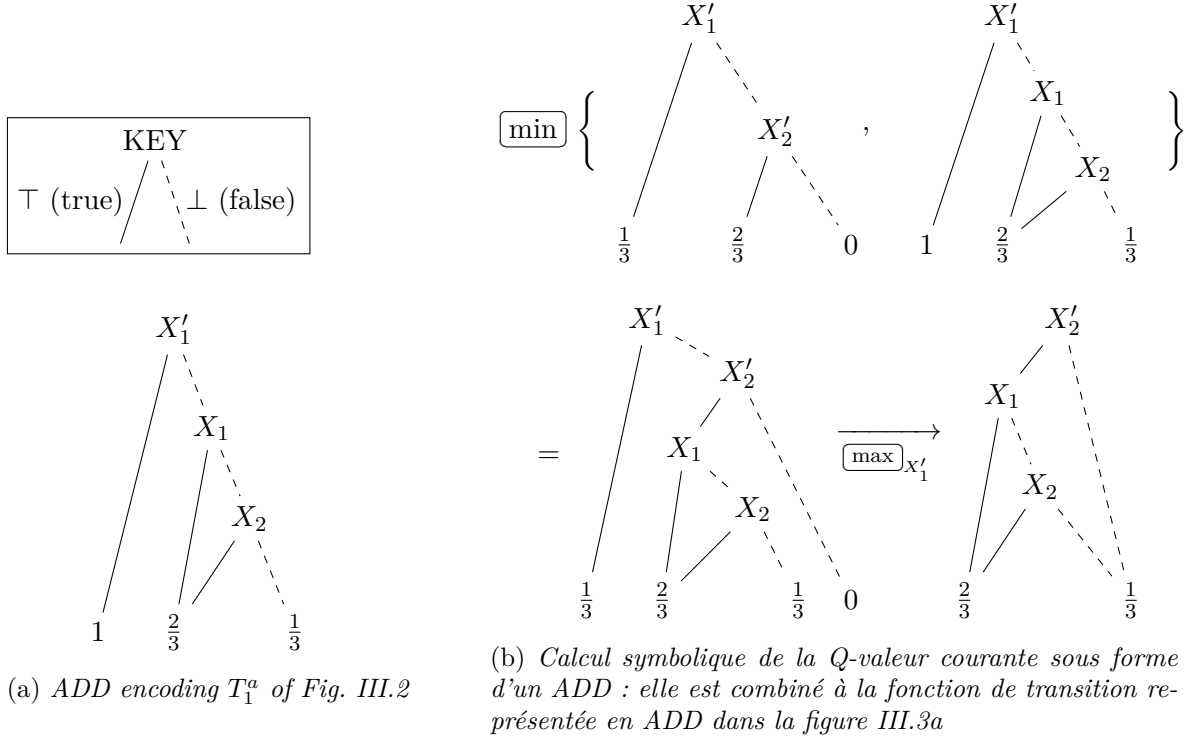 KEY
⊤ (true) ⊥ (false)
X′₁
X₁
X₂
1 2/3 1/3
(a) ADD encoding T₁ᵃ of Fig. III.2
X′₁ X′₁
X₁
min { X′₂ , }
X₂
1/3 2/3 0 1 2/3 1/3
X′₁ X′₂
X′₂
X₁
= X₁ max X′₁
X₂ X₂
1/3 2/3 1/3 0 2/3 1/3
(b) Calcul symbolique de la Q-valeur courante sous forme
d'un ADD : elle est combiné à la fonction de transition re-
présentée en ADD dans la figure III.3a